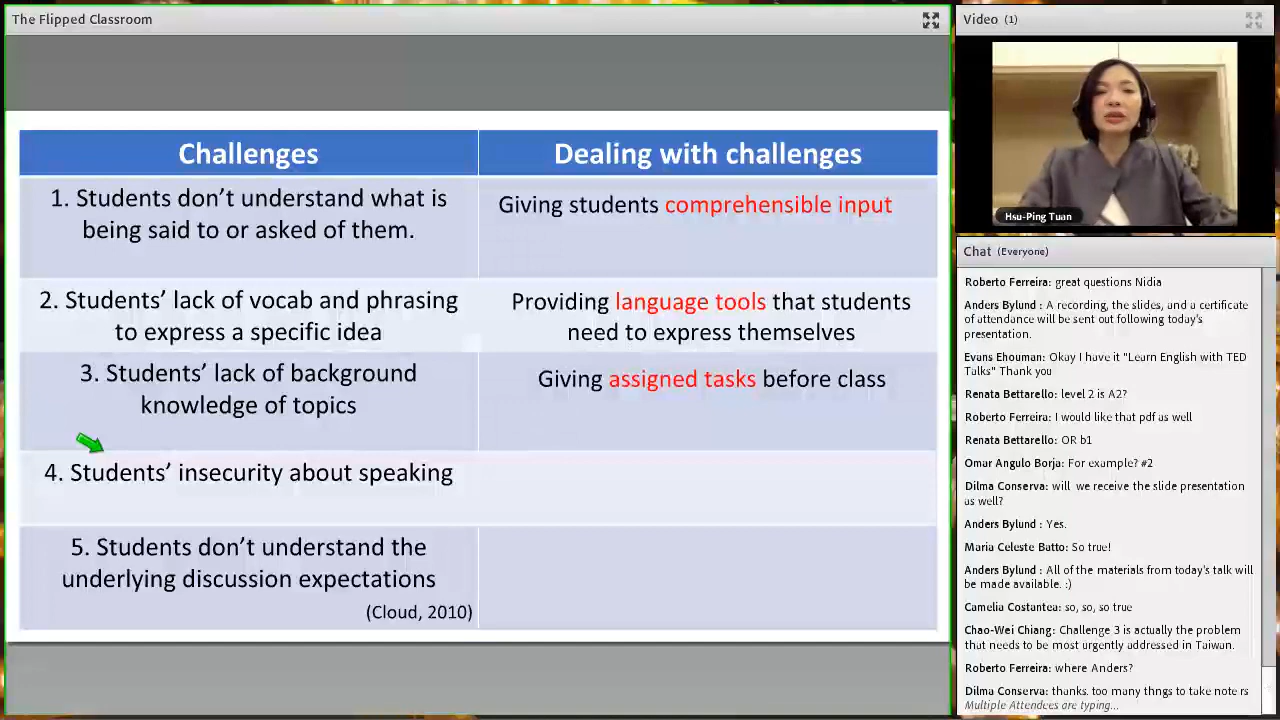 The Flipped Classroom
Challenges
Dealing with challenges
1. Students don’t understand what is
being said to or asked of them.
Giving students comprehensible input
2. Students’ lack of vocab and phrasing
to express a specific idea
Providing language tools that students
need to express themselves
3. Students’ lack of background
knowledge of topics
Giving assigned tasks before class
4. Students’ insecurity about speaking
5. Students don’t understand the
underlying discussion expectations
(Cloud, 2010)
Video (1)
Hsu-Ping Tuan
Chat (Everyone)
Roberto Ferreira: great questions Nidia
Anders Bylund : A recording, the slides, and a certificate
of attendance will be sent out following today's
presentation.
Evans Ehouman: Okay I have it "Learn English with TED
Talks" Thank you
Renata Bettarello: level 2 is A2?
Roberto Ferreira: I would like that pdf as well
Renata Bettarello: OR b1
Omar Angulo Borja: For example? #2
Dilma Conserva: will we receive the slide presentation
as well?
Anders Bylund : Yes.
Maria Celeste Batto: So true!
Anders Bylund : All of the materials from today's talk will
be made available. :)
Camelia Costantea: so, so, so true
Chao-Wei Chiang: Challenge 3 is actually the problem
that needs to be most urgently addressed in Taiwan.
Roberto Ferreira: where Anders?
Dilma Conserva: thanks. too many thngs to take note rs
Multiple Attendees are typing...